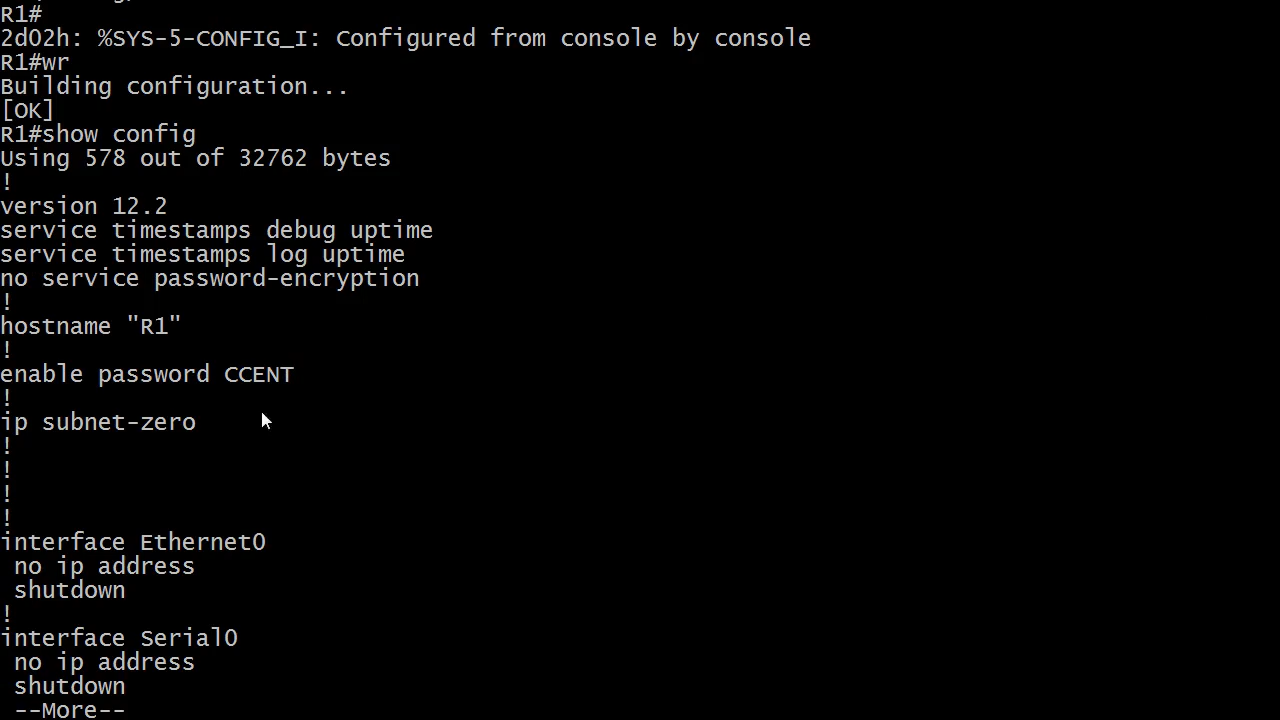 R1#
2d02h: %SYS-5-CONFIG_I: Configured from console by console
R1#wr
Building configuration...
[OK]
R1#show config
Using 578 out of 32762 bytes
!
version 12.2
service timestamps debug uptime
service timestamps log uptime
no service password-encryption
!
hostname "R1"
!
enable password CCENT
!
ip subnet-zero
!
!
!
!
interface Ethernet0
 no ip address
 shutdown
!
interface Serial0
 no ip address
 shutdown
 --More--